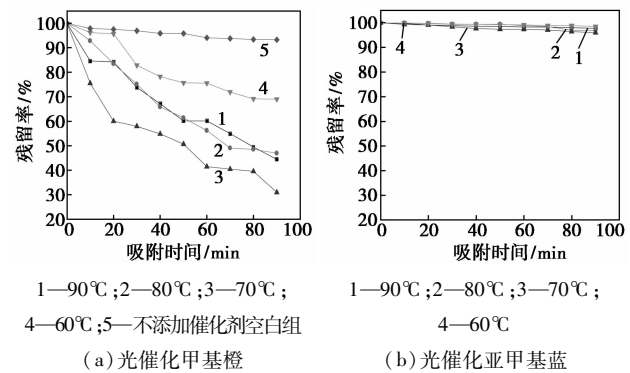 100
90
80
70
60
50
40
30
20
残留率/%
5
4
1
2
3
0 20 40 60 80 100
吸附时间/min
1—90℃;2—80℃;3—70℃;
4—60℃;5—不添加催化剂空白组
(a)光催化甲基橙
100
90
80
70
60
50
40
30
20
残留率/%
4 3 2 1
0 20 40 60 80 100
吸附时间/min
1—90℃;2—80℃;3—70℃;
4—60℃
(b)光催化亚甲基蓝